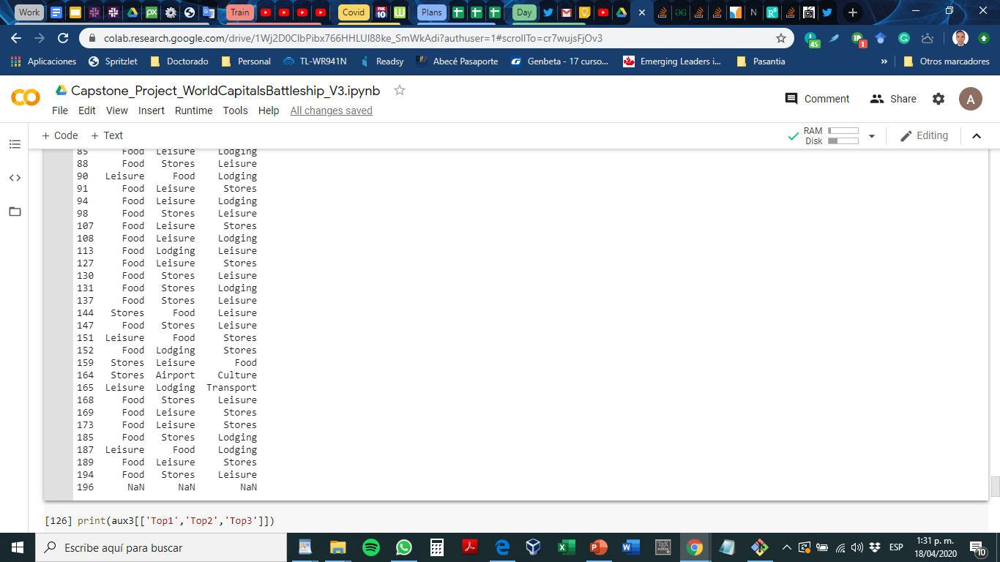 Work Train Covid FOX 10 Plans Day
colab.research.google.com/drive/1Wj2D0CIbPibx766HHLUl88ke_SmWkAdi?authuser=1#scrollTo=cr7wujsFjOv3 45 1
Aplicaciones Spritzlet Doctorado Personal TL-WR941N Readsy Abecé Pasaporte Genbeta - 17 curso... Emerging Leaders i... Pasantia » Otros marcadores
Capstone_Project_WorldCapitalsBattleship_V3.ipynb
Comment Share A
File Edit View Insert Runtime Tools Help All changes saved
+ Code + Text RAM Disk Editing
85 Food Leisure Lodging
88 Food Stores Leisure
90 Leisure Food Lodging
91 Food Leisure Stores
94 Food Leisure Lodging
98 Food Stores Leisure
107 Food Leisure Stores
108 Food Leisure Lodging
113 Food Lodging Leisure
127 Food Leisure Stores
130 Food Stores Leisure
131 Food Stores Lodging
137 Food Stores Leisure
144 Stores Food Leisure
147 Food Stores Leisure
151 Leisure Food Stores
152 Food Lodging Stores
159 Stores Leisure Food
164 Stores Airport Culture
165 Leisure Lodging Transport
168 Food Stores Leisure
169 Food Leisure Stores
173 Food Leisure Stores
185 Food Stores Lodging
187 Leisure Food Lodging
189 Food Leisure Stores
194 Food Stores Leisure
196 NaN NaN NaN
[126] print(aux3[['Top1','Top2','Top3']])
Escribe aquí para buscar ESP 1:31 p. m.
18/04/2020 10